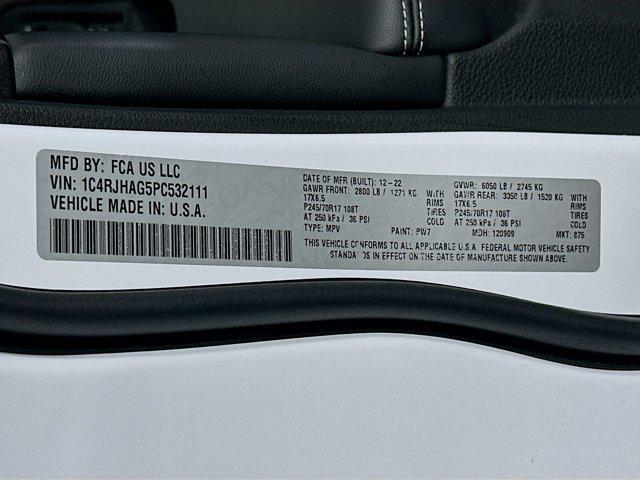 MFD BY: FCA US LLC
VIN: 1C4RJHAG5PC532111
VEHICLE MADE IN: U.S.A.
DATE OF MFR (BUILT): 12-22 GVWR: 6050 LB / 2745 KG
GAWR FRONT: 2800 LB / 1271 KG WITH GAWR REAR: 3350 LB / 1520 KG WITH
17X6.5 RIMS 17X6.5 RIMS
P245/70R17 108T TIRES P245/70R17 108T TIRES
AT 250 kPa / 36 PSI COLD AT 250 kPa / 36 PSI COLD
TYPE: MPV PAINT: PW7 MDH: 120909 MKT: 875
THIS VEHICLE CONFORMS TO ALL APPLICABLE U.S.A. FEDERAL MOTOR VEHICLE SAFETY
STANDARDS IN EFFECT ON THE DATE OF MANUFACTURE SHOWN ABOVE.